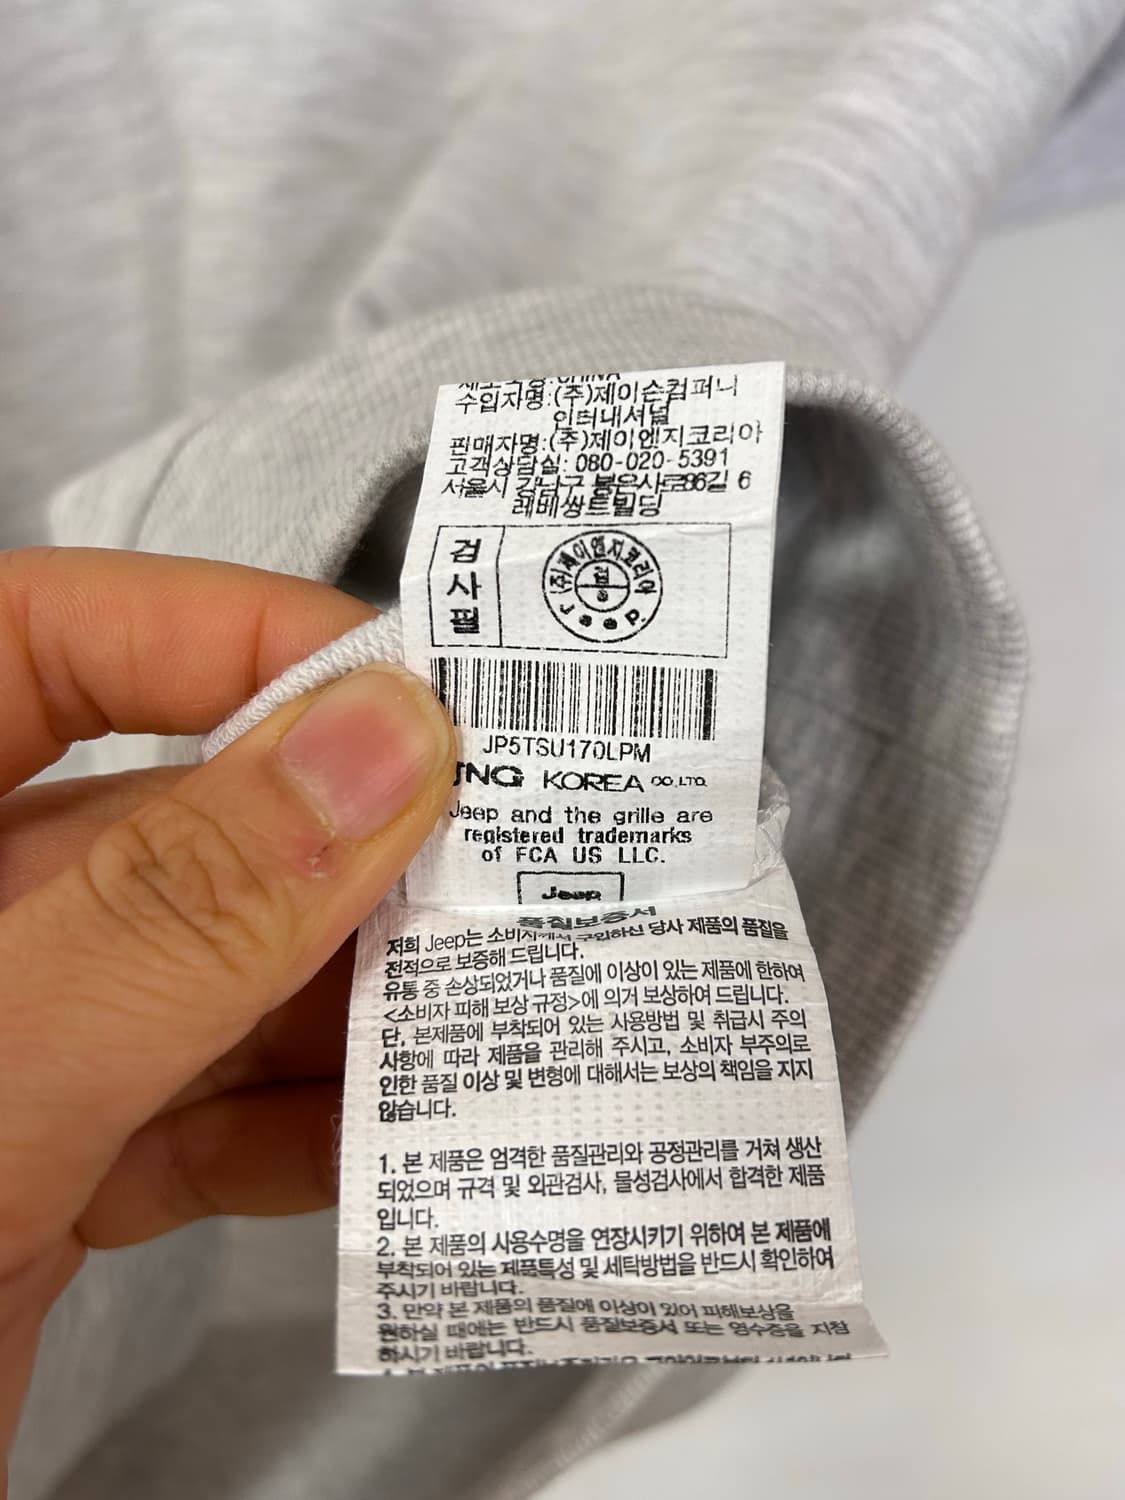 제조국명:CHINA
수입자명:(주)제이슨컴퍼니
인터내셔널
판매자명:(주)제이엔지코리아
고객상담실: 080-020-5391
서울시 강남구 봉은사로86길 6
레베쌍트빌딩
검
사
필
(주)제이엔지코리아
검
Jeep.
JP5TSU170LPM
JNG KOREA CO.,LTD.
Jeep and the grille are
registered trademarks
of FCA US LLC.
Jeep
품질보증서
저희 Jeep는 소비자께서 구입하신 당사 제품의 품질을
전적으로 보증해 드립니다.
유통 중 손상되었거나 품질에 이상이 있는 제품에 한하여
<소비자 피해 보상 규정>에 의거 보상하여 드립니다.
단, 본제품에 부착되어 있는 사용방법 및 취급시 주의
사항에 따라 제품을 관리해 주시고, 소비자 부주의로
인한 품질 이상 및 변형에 대해서는 보상의 책임을 지지
않습니다.
1. 본 제품은 엄격한 품질관리와 공정관리를 거쳐 생산
되었으며 규격 및 외관검사, 물성검사에서 합격한 제품
입니다.
2. 본 제품의 사용수명을 연장시키기 위하여 본 제품에
부착되어 있는 제품특성 및 세탁방법을 반드시 확인하여
주시기 바랍니다.
3. 만약 본 제품의 품질에 이상이 있어 피해보상을
원하실 때에는 반드시 품질보증서 또는 영수증을 지참
하시기 바랍니다.